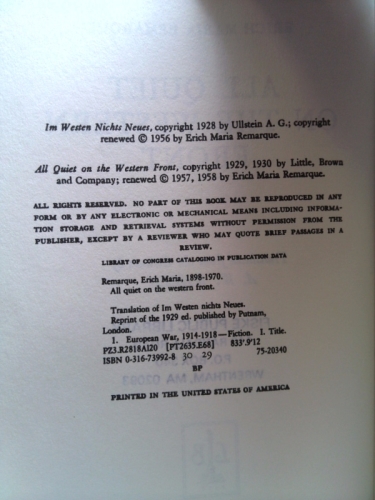 Im Westen Nichts Neues, copyright 1928 by Ullstein A. G.; copyright
renewed © 1956 by Erich Maria Remarque.
All Quiet on the Western Front, copyright 1929, 1930 by Little, Brown
and Company; renewed © 1957, 1958 by Erich Maria Remarque.
ALL RIGHTS RESERVED. NO PART OF THIS BOOK MAY BE REPRODUCED IN ANY
FORM OR BY ANY ELECTRONIC OR MECHANICAL MEANS INCLUDING INFORMA-
TION STORAGE AND RETRIEVAL SYSTEMS WITHOUT PERMISSION FROM THE
PUBLISHER, EXCEPT BY A REVIEWER WHO MAY QUOTE BRIEF PASSAGES IN A
REVIEW.
LIBRARY OF CONGRESS CATALOGING IN PUBLICATION DATA
Remarque, Erich Maria, 1898-1970.
All quiet on the western front.
Translation of Im Westen nichts Neues.
Reprint of the 1929 ed. published by Putnam,
London.
1. European War, 1914-1918—Fiction. I. Title.
PZ3.R2818Al20 [PT2635.E68] 833'.9'12 75-20340
ISBN 0-316-73992-8 30 29
BP
PRINTED IN THE UNITED STATES OF AMERICA